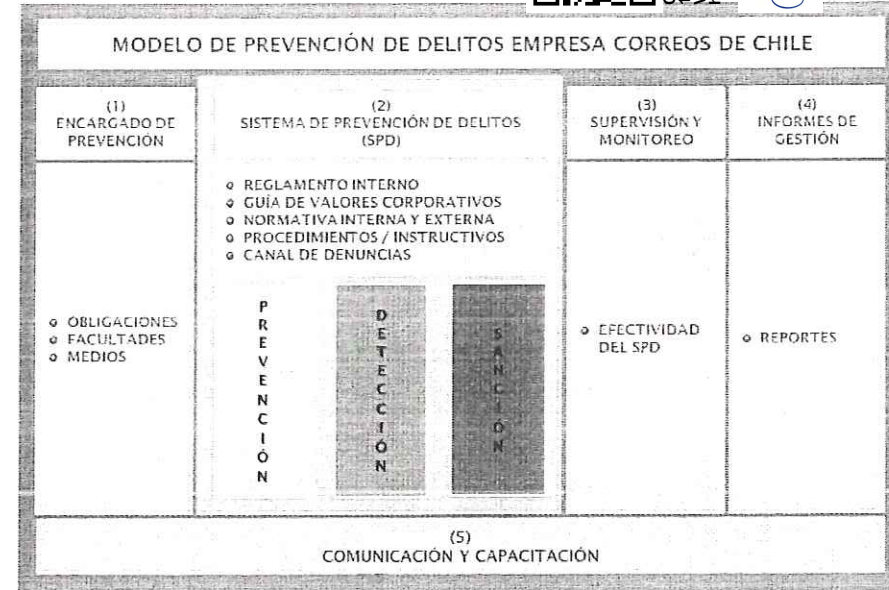 MODELO DE PREVENCIÓN DE DELITOS EMPRESA CORREOS DE CHILE
(1)
ENCARGADO DE
PREVENCIÓN
(2)
SISTEMA DE PREVENCIÓN DE DELITOS
(SPD)
(3)
SUPERVISIÓN Y
MONITOREO
(4)
INFORMES DE
GESTIÓN
OBLIGACIONES
FACULTADES
MEDIOS
REGLAMENTO INTERNO
GUÍA DE VALORES CORPORATIVOS
NORMATIVA INTERNA Y EXTERNA
PROCEDIMIENTOS / INSTRUCTIVOS
CANAL DE DENUNCIAS
PREVENCIÓN
DETECCIÓN
SANCIÓN
EFECTIVIDAD
DEL SPD
REPORTES
(5)
COMUNICACIÓN Y CAPACITACIÓN